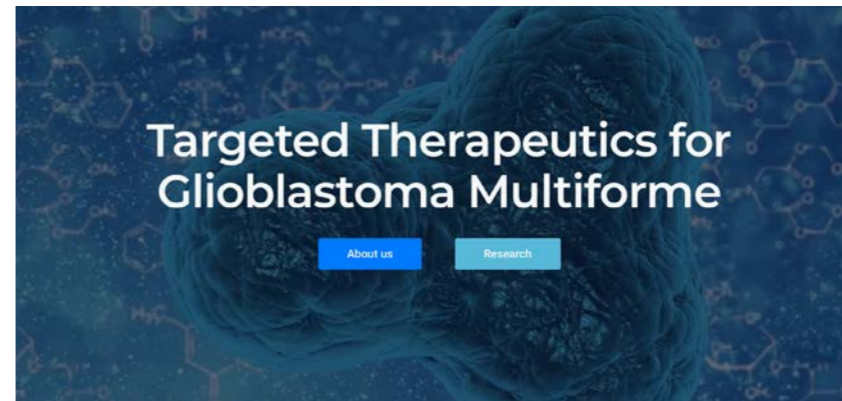 Targeted Therapeutics for
Glioblastoma Multiforme
About us
Research